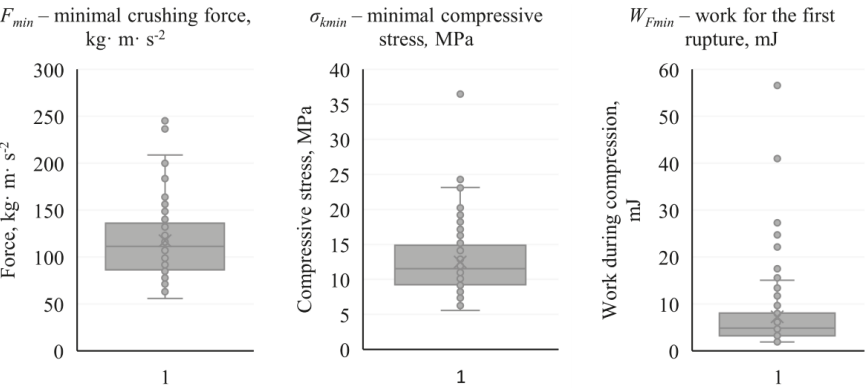 F_min – minimal crushing force,
kg· m· s-2
300
250
200
150
100
50
0
Force, kg· m· s-2
l
σ_kmin – minimal compressive
stress, MPa
40
35
30
25
20
15
10
5
0
Compressive stress, MPa
1
W_Fmin – work for the first
rupture, mJ
60
50
40
30
20
10
0
Work during compression,
mJ
l